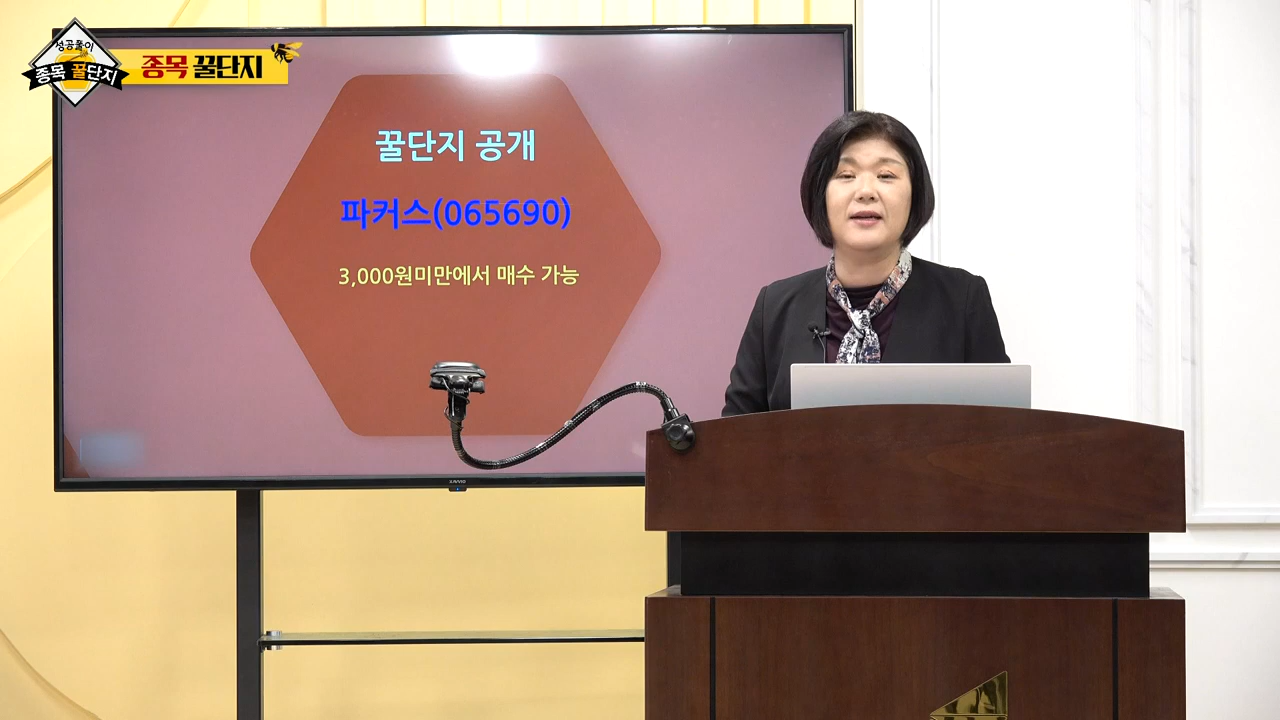 성공풀이
종목 꿀단지
종목 꿀단지
꿀단지 공개
파커스(065690)
3,000원미만에서 매수 가능